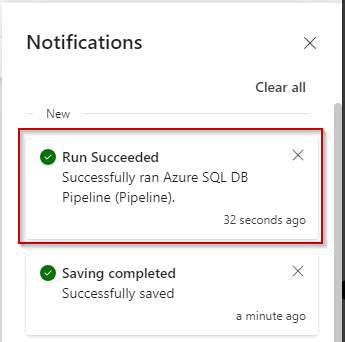 Notifications
Clear all
New
Run Succeeded
Successfully ran Azure SQL DB
Pipeline (Pipeline).
32 seconds ago
Saving completed
Successfully saved
a minute ago